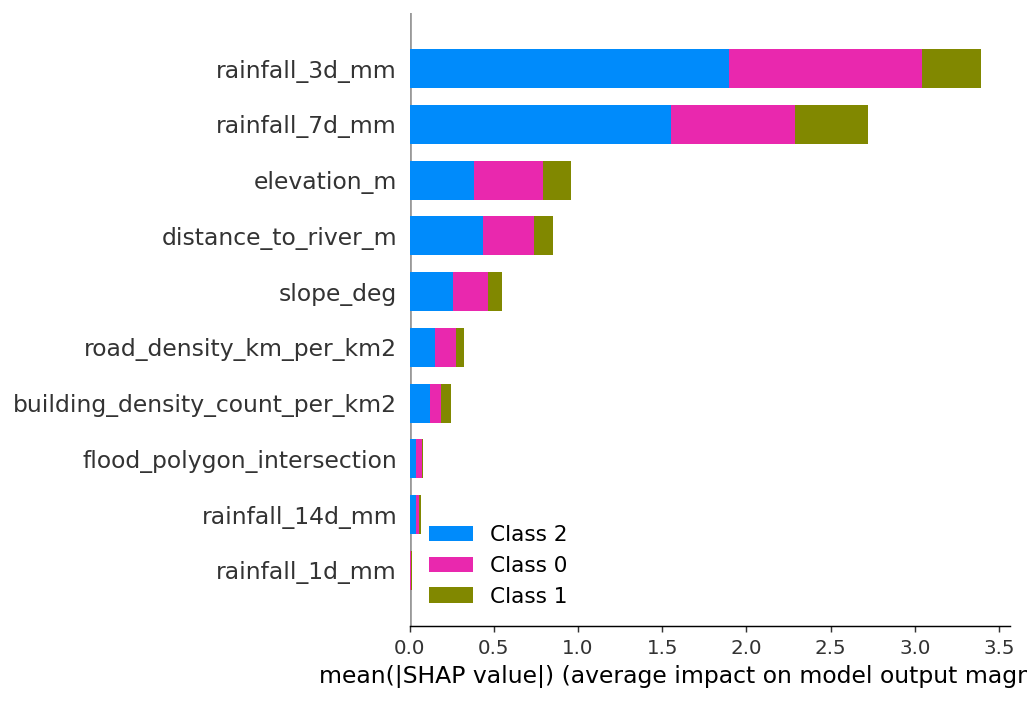 rainfall_3d_mm
rainfall_7d_mm
elevation_m
distance_to_river_m
slope_deg
road_density_km_per_km2
building_density_count_per_km2
flood_polygon_intersection
rainfall_14d_mm
rainfall_1d_mm
Class 2
Class 0
Class 1
0.0 0.5 1.0 1.5 2.0 2.5 3.0 3.5
mean(|SHAP value|) (average impact on model output magr